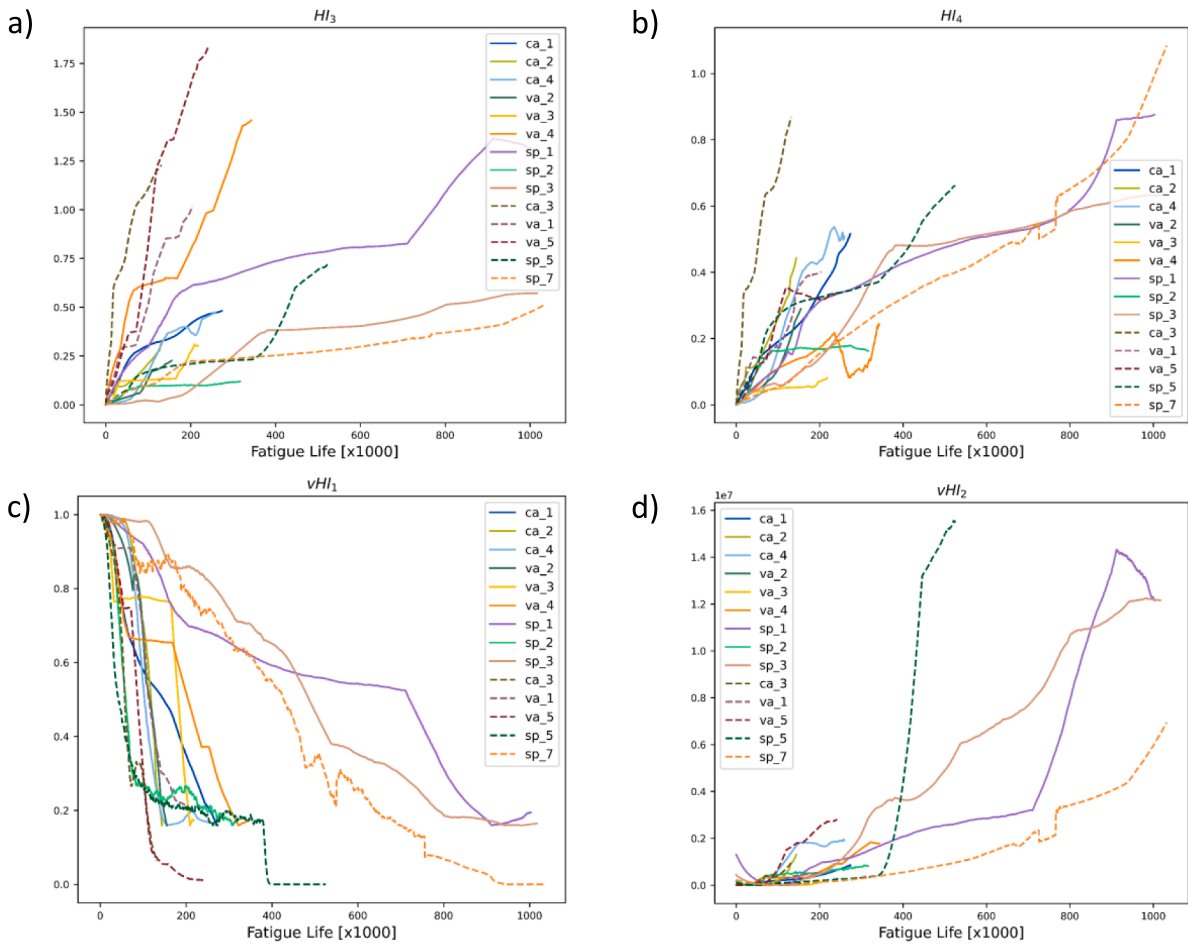 a)
HI3
1.75
1.50
1.25
1.00
0.75
0.50
0.25
0.00
ca_1
ca_2
ca_4
va_2
va_3
va_4
sp_1
sp_2
sp_3
ca_3
va_1
va_5
sp_5
sp_7
0 200 400 600 800 1000
Fatigue Life [x1000]
b)
HI4
1.0
0.8
0.6
0.4
0.2
0.0
ca_1
ca_2
ca_4
va_2
va_3
va_4
sp_1
sp_2
sp_3
ca_3
va_1
va_5
sp_5
sp_7
0 200 400 600 800 1000
Fatigue Life [x1000]
c)
vHI1
1.0
0.8
0.6
0.4
0.2
0.0
ca_1
ca_2
ca_4
va_2
va_3
va_4
sp_1
sp_2
sp_3
ca_3
va_1
va_5
sp_5
sp_7
0 200 400 600 800 1000
Fatigue Life [x1000]
d)
vHI2
1e7
1.6
1.4
1.2
1.0
0.8
0.6
0.4
0.2
0.0
ca_1
ca_2
ca_4
va_2
va_3
va_4
sp_1
sp_2
sp_3
ca_3
va_1
va_5
sp_5
sp_7
0 200 400 600 800 1000
Fatigue Life [x1000]